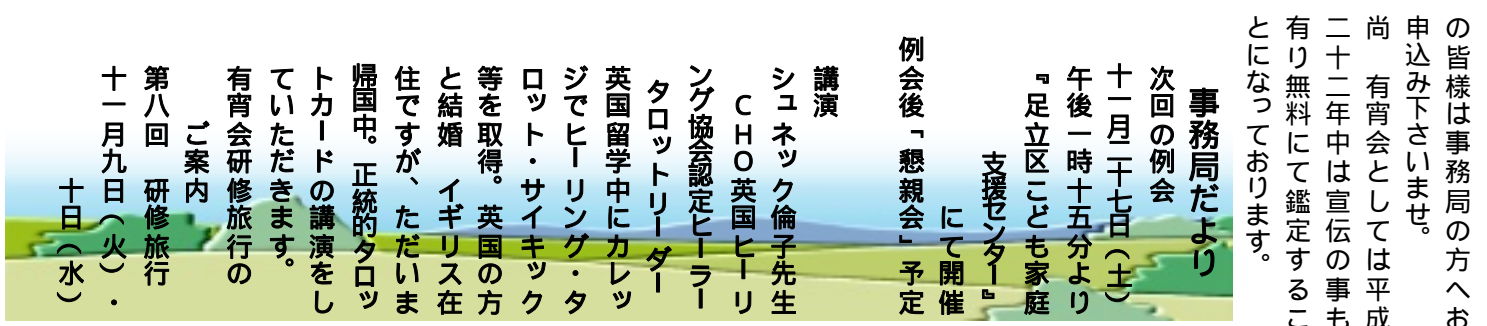 の皆様は事務局の方へお
申込み下さいませ。
尚　有宵会としては平成
二十二年中は宣伝の事も
有り無料にて鑑定するこ
とになっております。
事務局だより
次回の例会
十一月二十七日（土）
午後一時十五分より
『足立区こども家庭
支援センター』
にて開催
例会後「懇親会」予定
講演
シュネック倫子先生
ＣＨＯ英国ヒーリ
ング協会認定ヒーラー
タロットリーダー
英国留学中にカレッ
ジでヒーリング・タ
ロット・サイキック
等を取得。英国の方
と結婚　イギリス在
住ですが、ただいま
帰国中。正統的タロッ
トカードの講演をし
ていただきます。
有宵会研修旅行の
ご案内
第八回　研修旅行
十一月九日（火）・
十日（水）